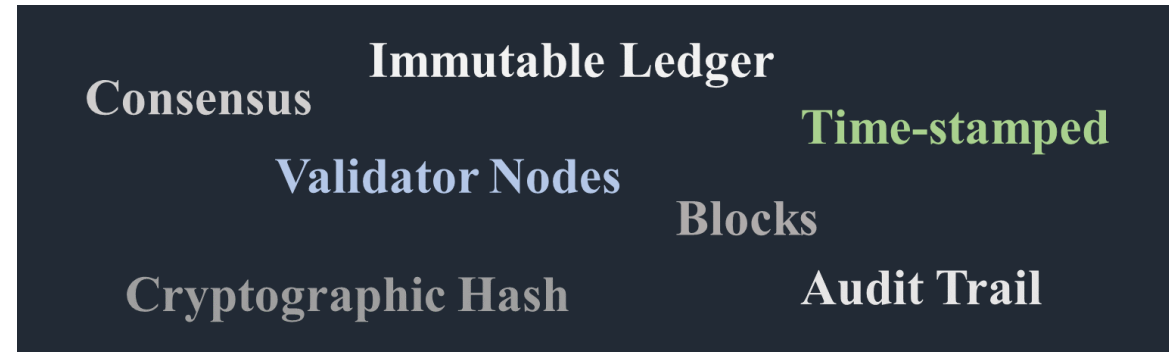 Immutable Ledger
Consensus
Time-stamped
Validator Nodes
Blocks
Audit Trail
Cryptographic Hash